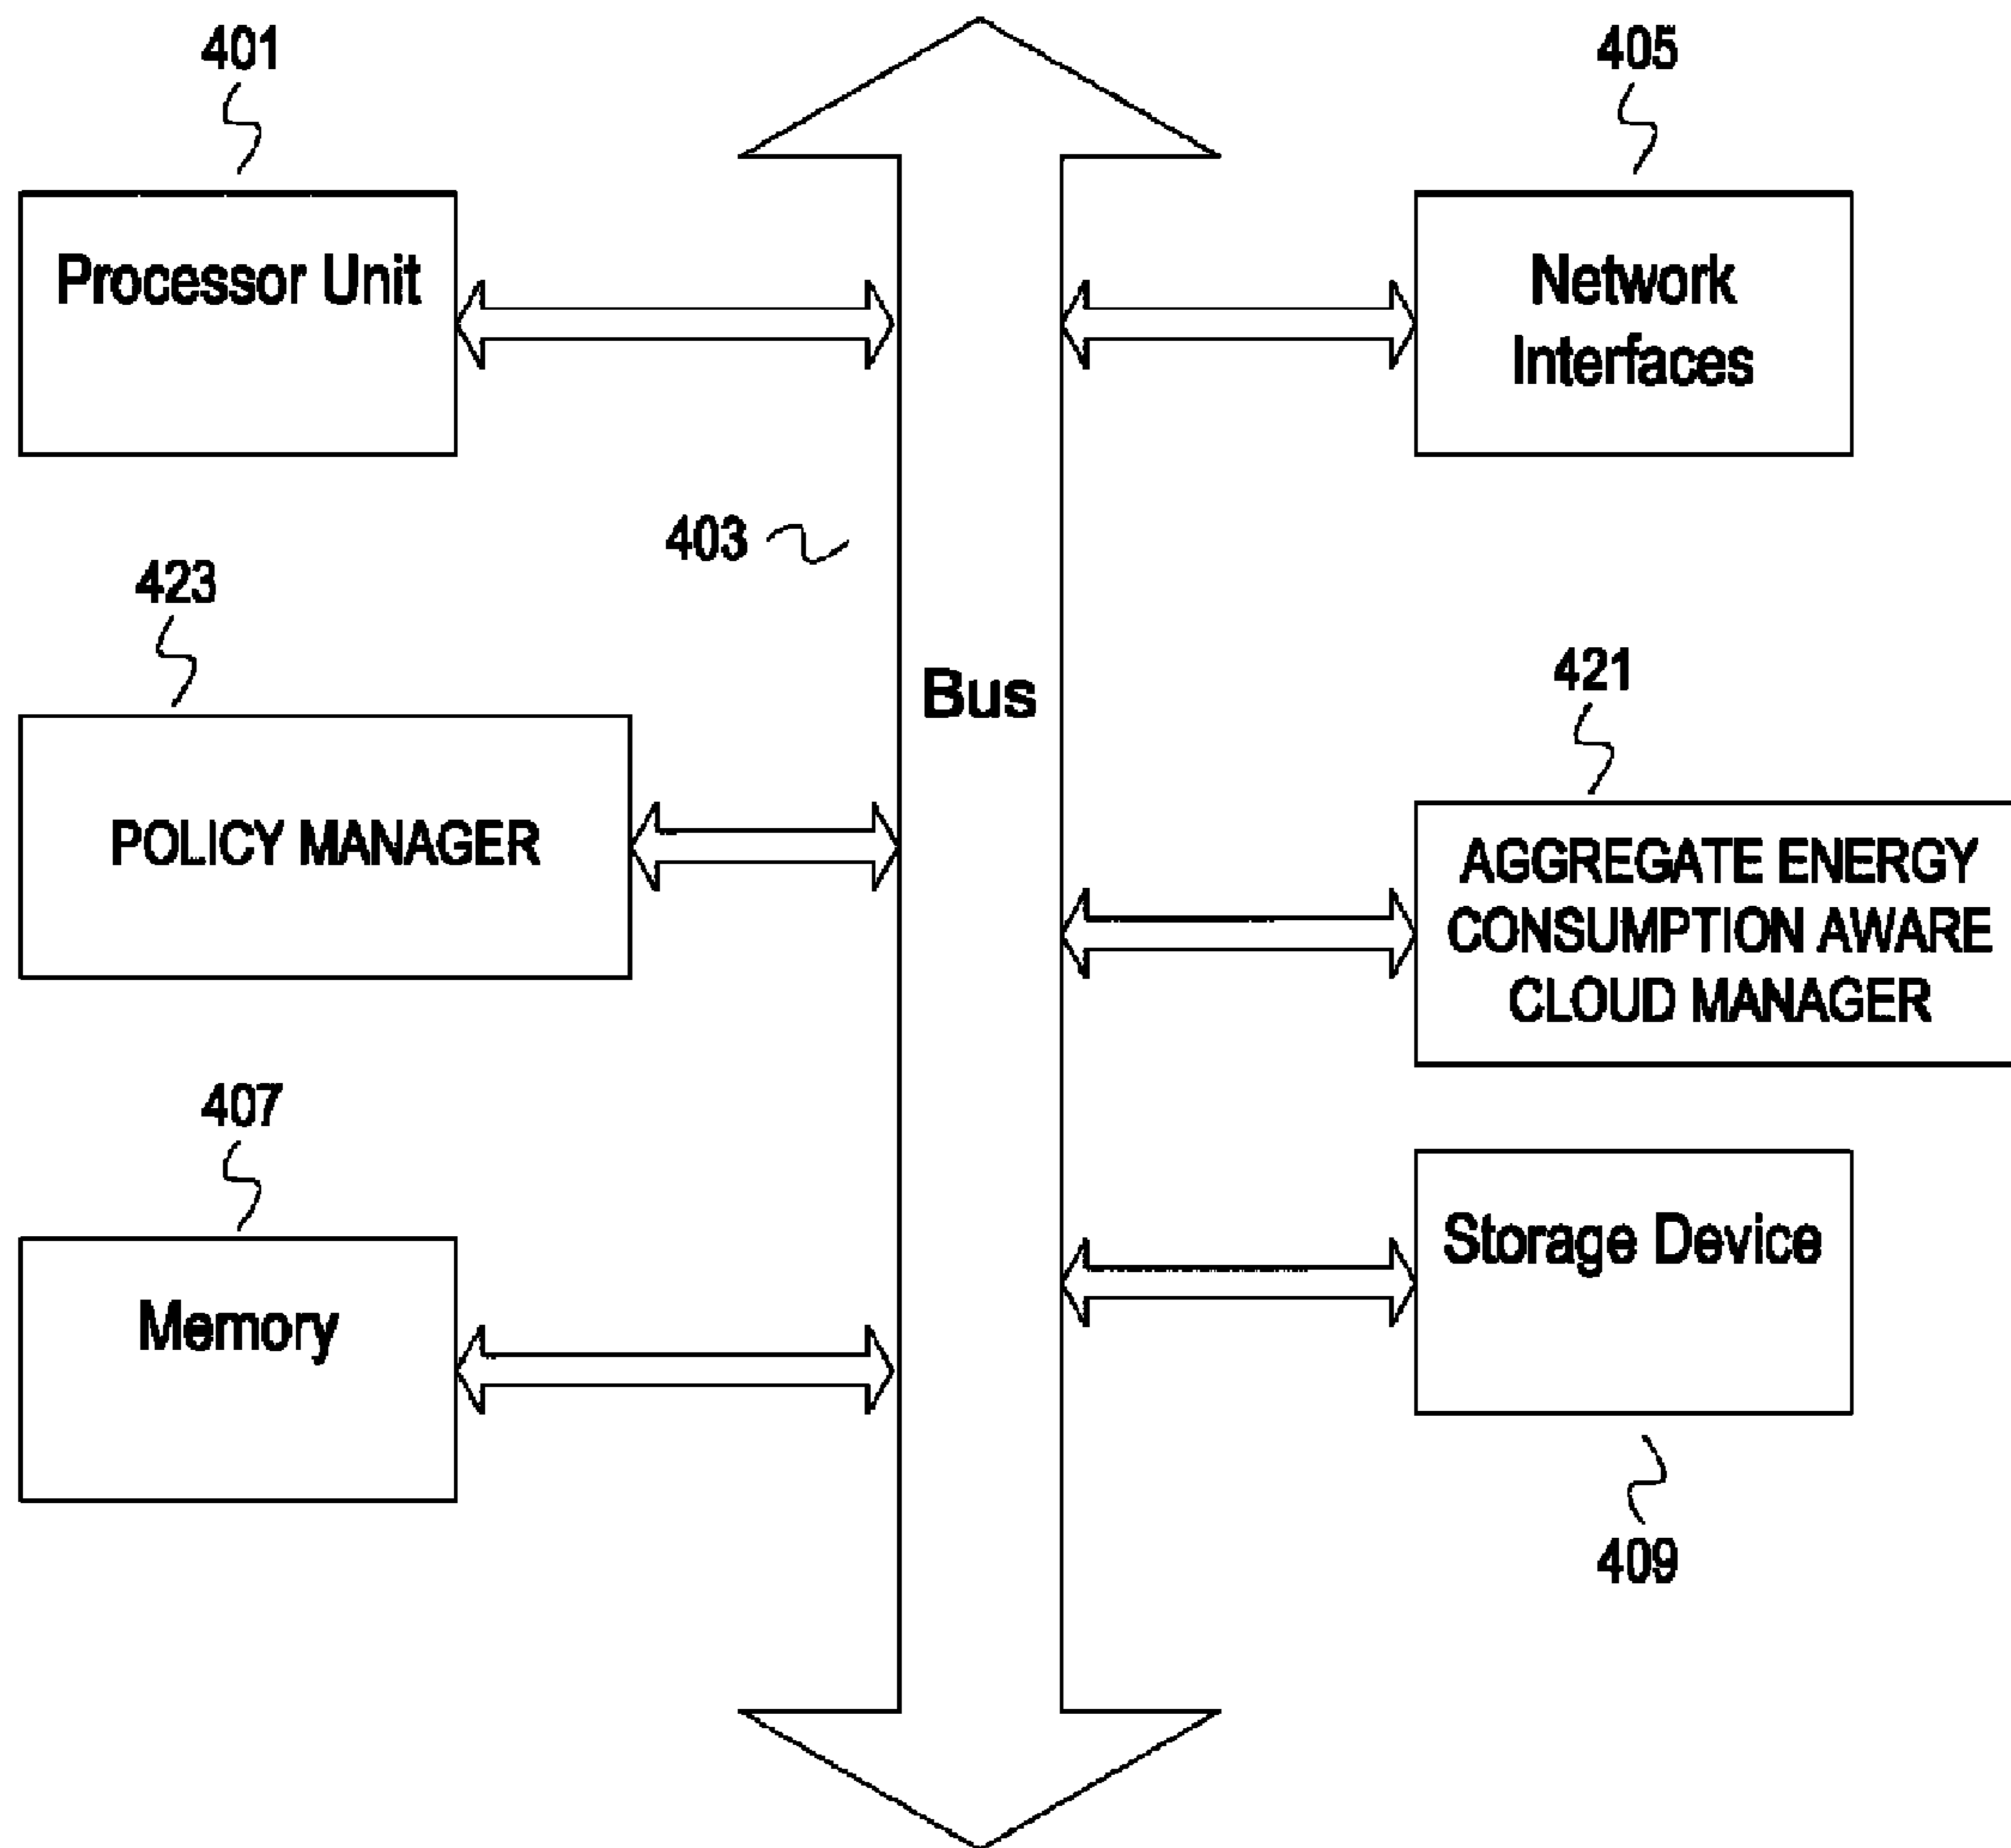 401
405
Processor Unit
Network
Interfaces
403
423
Bus
421
POLICY MANAGER
AGGREGATE ENERGY
CONSUMPTION AWARE
CLOUD MANAGER
407
Storage Device
Memory
409